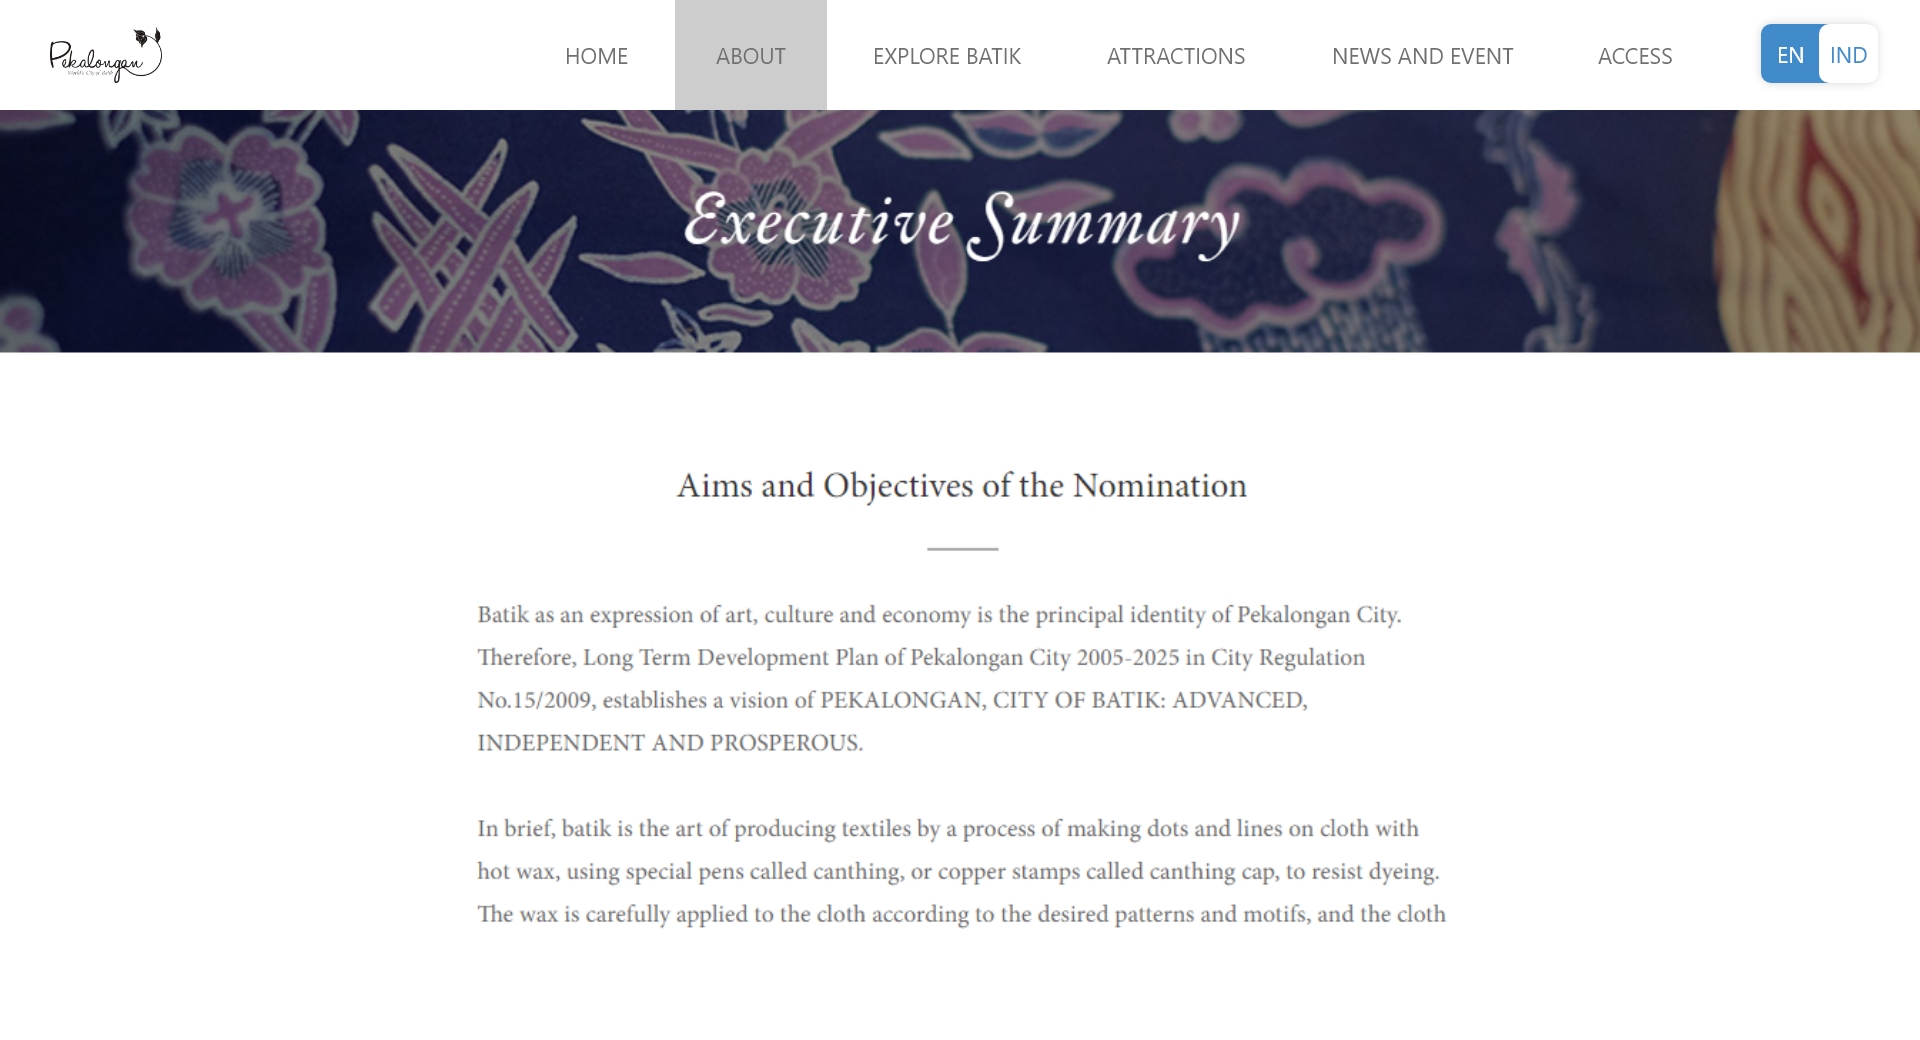 Pekalongan
World's City of Batik
HOME
ABOUT
EXPLORE BATIK
ATTRACTIONS
NEWS AND EVENT
ACCESS
EN
IND
Executive Summary
Aims and Objectives of the Nomination
Batik as an expression of art, culture and economy is the principal identity of Pekalongan City.
Therefore, Long Term Development Plan of Pekalongan City 2005-2025 in City Regulation
No.15/2009, establishes a vision of PEKALONGAN, CITY OF BATIK: ADVANCED,
INDEPENDENT AND PROSPEROUS.
In brief, batik is the art of producing textiles by a process of making dots and lines on cloth with
hot wax, using special pens called canthing, or copper stamps called canthing cap, to resist dyeing.
The wax is carefully applied to the cloth according to the desired patterns and motifs, and the cloth